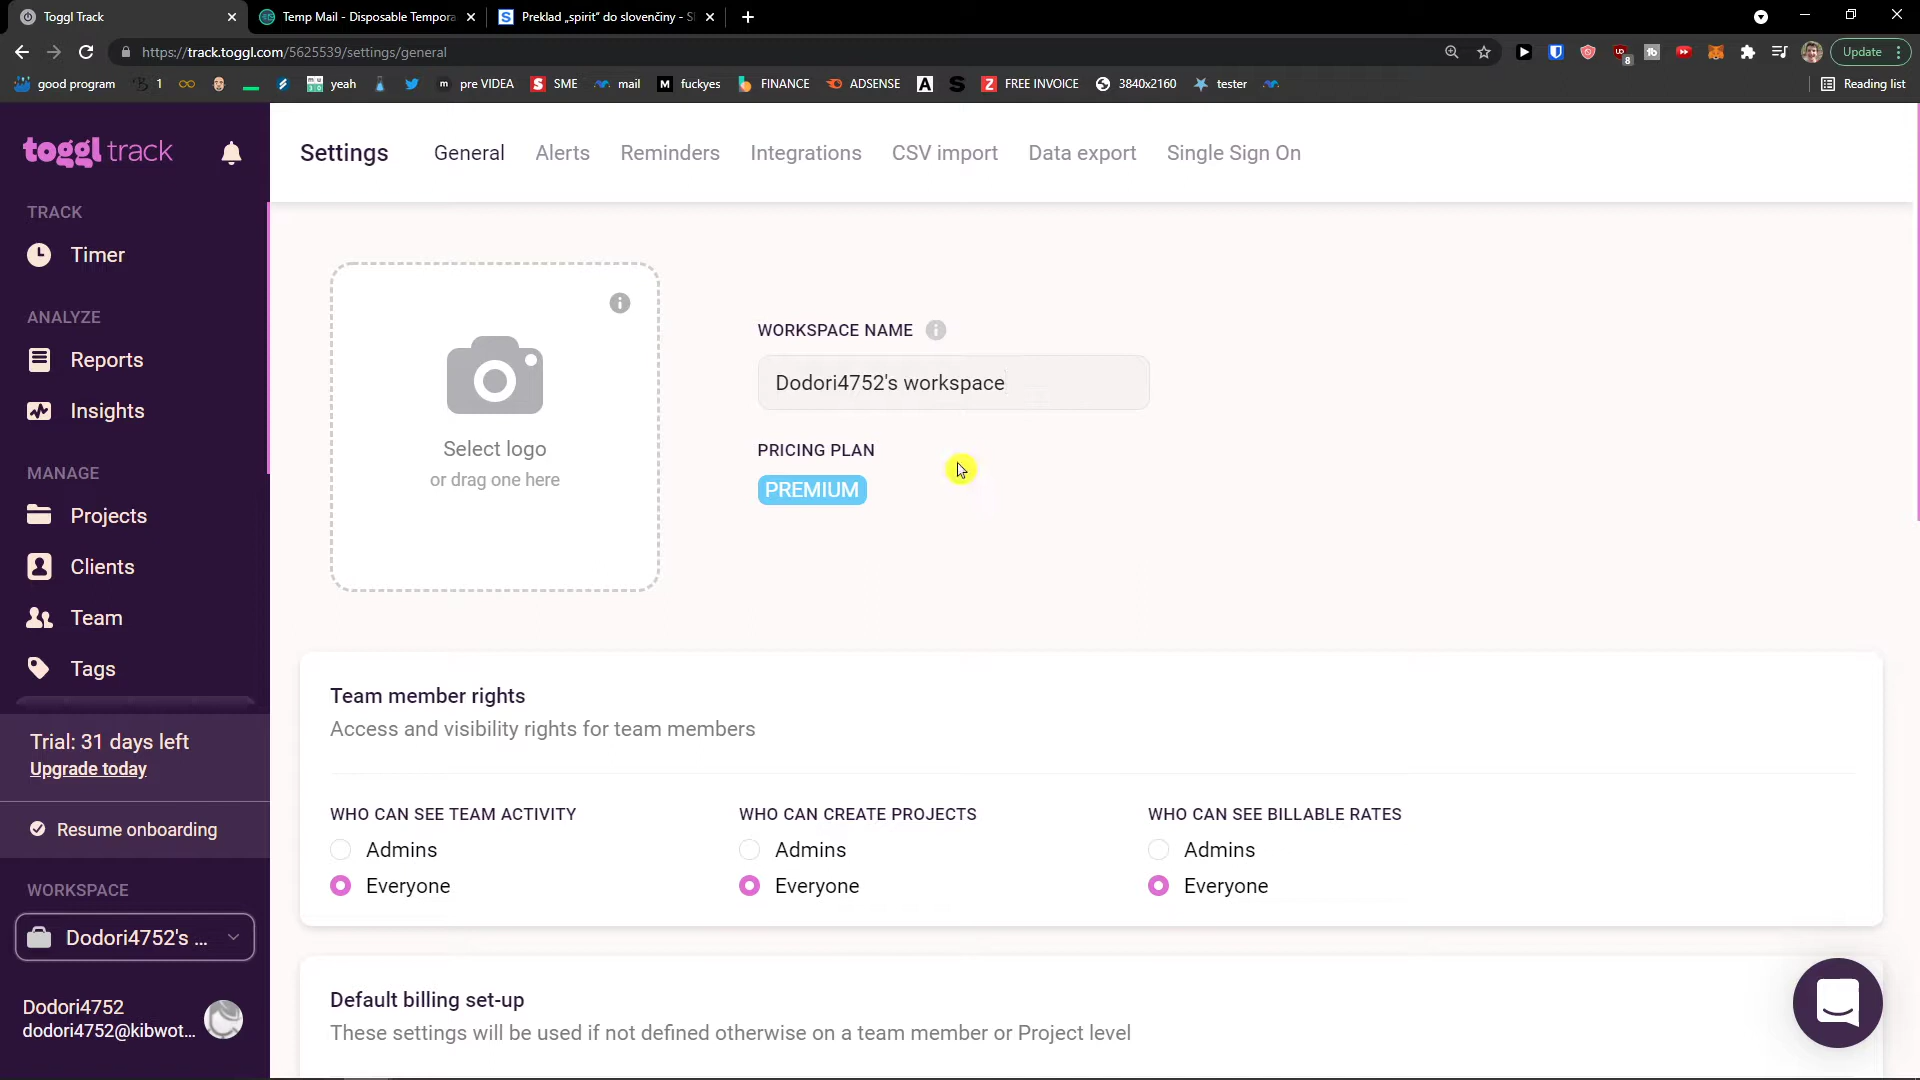 Toggl Track
Temp Mail - Disposable Tempora
Preklad „spirit“ do slovenčiny - S
https://track.toggl.com/5625539/settings/general
8
Update
good program
1
yeah
pre VIDEA
SME
mail
fuckyes
FINANCE
ADSENSE
FREE INVOICE
3840x2160
tester
Reading list
toggl track
Settings
General
Alerts
Reminders
Integrations
CSV import
Data export
Single Sign On
TRACK
Timer
ANALYZE
Reports
Insights
MANAGE
Projects
Clients
Team
Tags
Trial: 31 days left
Upgrade today
Resume onboarding
WORKSPACE
Dodori4752's ...
Dodori4752
dodori4752@kibwot...
Select logo
or drag one here
WORKSPACE NAME
Dodori4752's workspace
PRICING PLAN
PREMIUM
Team member rights
Access and visibility rights for team members
WHO CAN SEE TEAM ACTIVITY
Admins
Everyone
WHO CAN CREATE PROJECTS
Admins
Everyone
WHO CAN SEE BILLABLE RATES
Admins
Everyone
Default billing set-up
These settings will be used if not defined otherwise on a team member or Project level